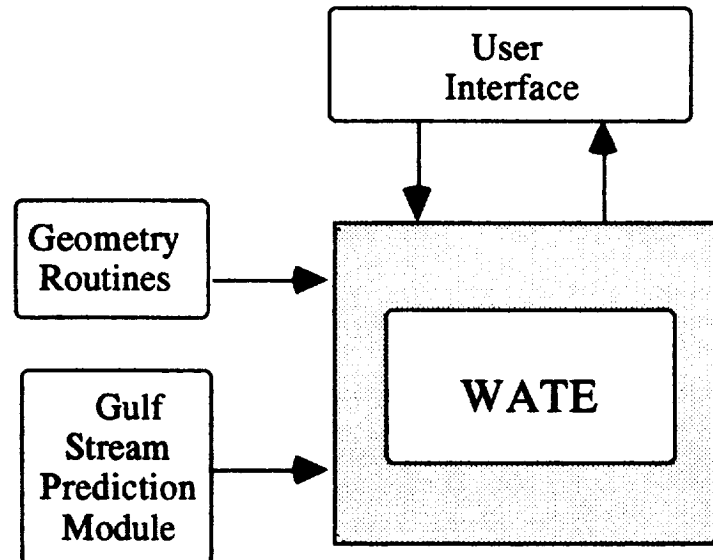 User
Interface
Geometry
Routines
WATE
Gulf
Stream
Prediction
Module